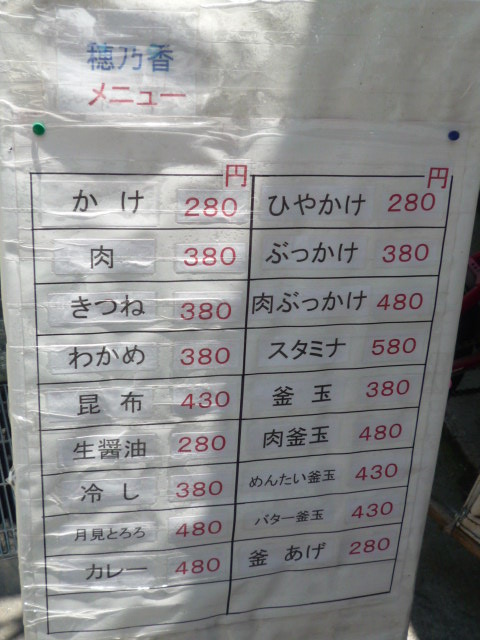 穂乃香
メニュー
円 円
かけ 280 ひやかけ 280
肉 380 ぶっかけ 380
きつね 380 肉ぶっかけ 480
わかめ 380 スタミナ 580
昆布 430 釜玉 380
生醤油 280 肉釜玉 480
冷し 380 めんたい釜玉 430
月見とろろ 480 バター釜玉 430
カレー 480 釜あげ 280